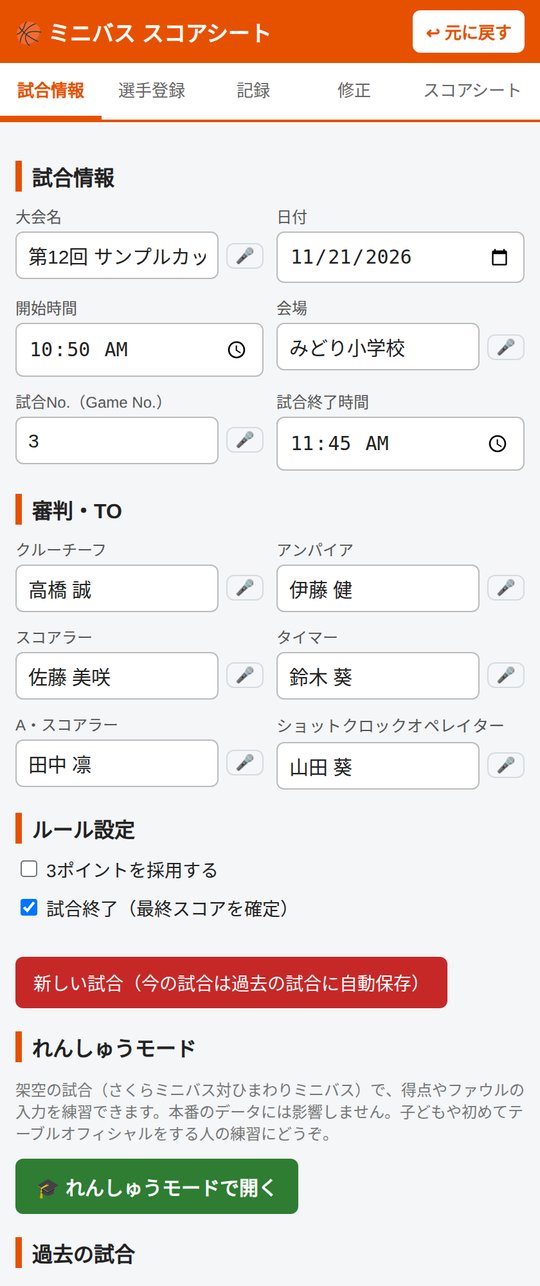 🏀 ミニバス スコアシート
↩ 元に戻す
試合情報 選手登録 記録 修正 スコアシート
試合情報
大会名 日付
第12回 サンプルカッ 11/21/2026
開始時間 会場
10:50 AM みどり小学校
試合No.（Game No.） 試合終了時間
3 11:45 AM
審判・TO
クルーチーフ アンパイア
高橋 誠 伊藤 健
スコアラー タイマー
佐藤 美咲 鈴木 葵
A・スコアラー ショットクロックオペレイター
田中 凛 山田 葵
ルール設定
3ポイントを採用する
試合終了（最終スコアを確定）
新しい試合（今の試合は過去の試合に自動保存）
れんしゅうモード
架空の試合（さくらミニバス対ひまわりミニバス）で、得点やファウルの
入力を練習できます。本番のデータには影響しません。子どもや初めてテ
ーブルオフィシャルをする人の練習にどうぞ。
🎓 れんしゅうモードで開く
過去の試合